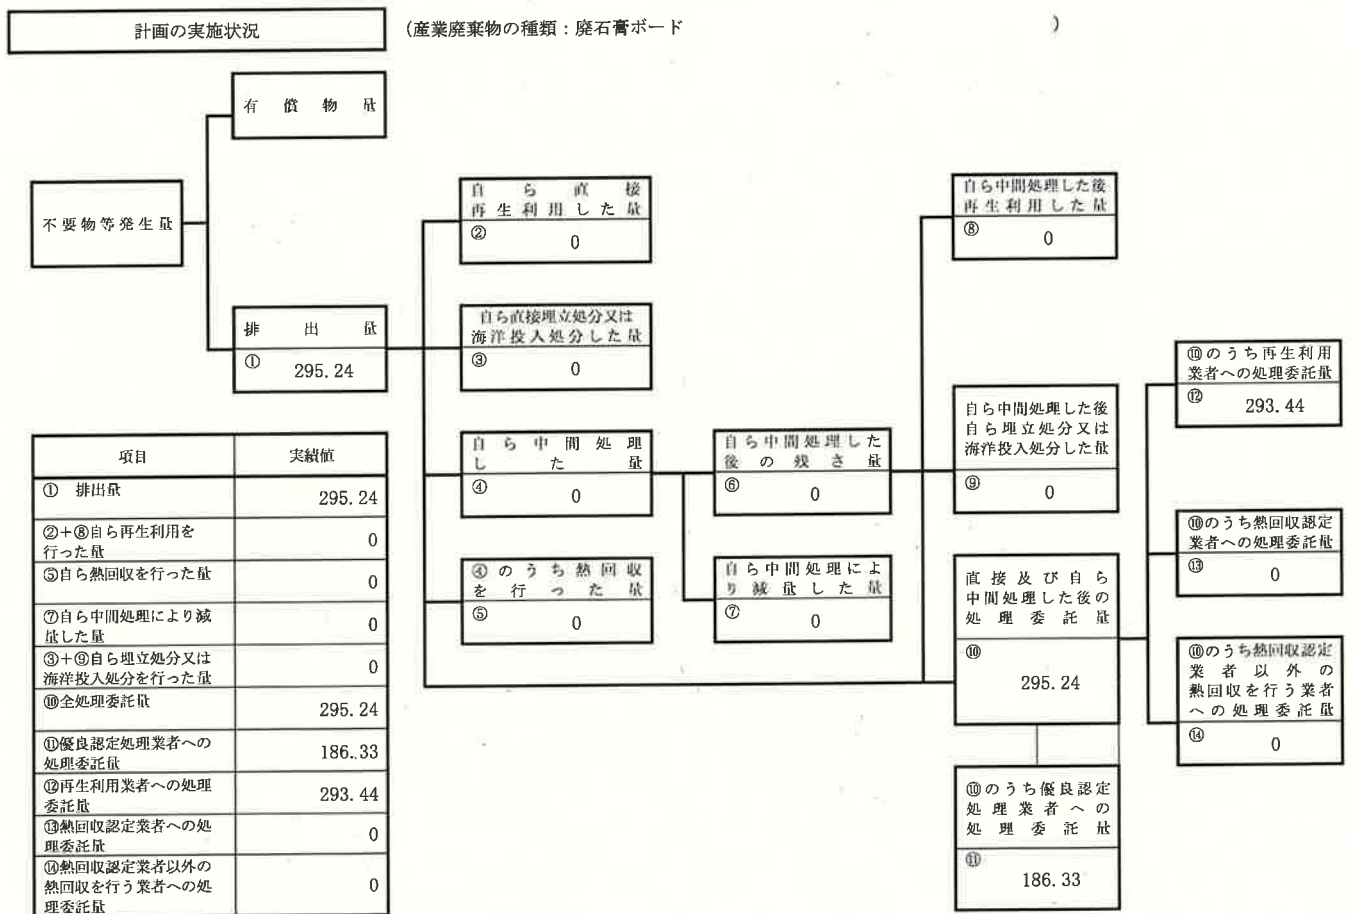 計画の実施状況
(産業廃棄物の種類：廃石膏ボード　)
有償物量
不要物等発生量
排出量
① 295.24
自ら直接
再生利用した量
② 0
自ら直接埋立処分又は
海洋投入処分した量
③ 0
自ら中間処理
した量
④ 0
④のうち熱回収
を行った量
⑤ 0
自ら中間処理した
後の残さ量
⑥ 0
自ら中間処理によ
り減量した量
⑦ 0
自ら中間処理した後
再生利用した量
⑧ 0
自ら中間処理した後
自ら埋立処分又は
海洋投入処分した量
⑨ 0
直接及び自ら
中間処理した後の
処理委託量
⑩
295.24
⑩のうち優良認定
処理業者への
処理委託量
⑪
186.33
⑩のうち再生利用
業者への処理委託量
⑫ 293.44
⑩のうち熱回収認定
業者への処理委託量
⑬ 0
⑩のうち熱回収認定
業者以外の
熱回収を行う業者
への処理委託量
⑭ 0
項目 実績値
① 排出量 295.24
②+⑧自ら再生利用を
行った量 0
⑤自ら熱回収を行った量 0
⑦自ら中間処理により減
量した量 0
③+⑨自ら埋立処分又は
海洋投入処分を行った量 0
⑩全処理委託量 295.24
⑪優良認定処理業者への
処理委託量 186.33
⑫再生利用業者への処理
委託量 293.44
⑬熱回収認定業者への処
理委託量 0
⑭熱回収認定業者以外の
熱回収を行う業者への処
理委託量 0